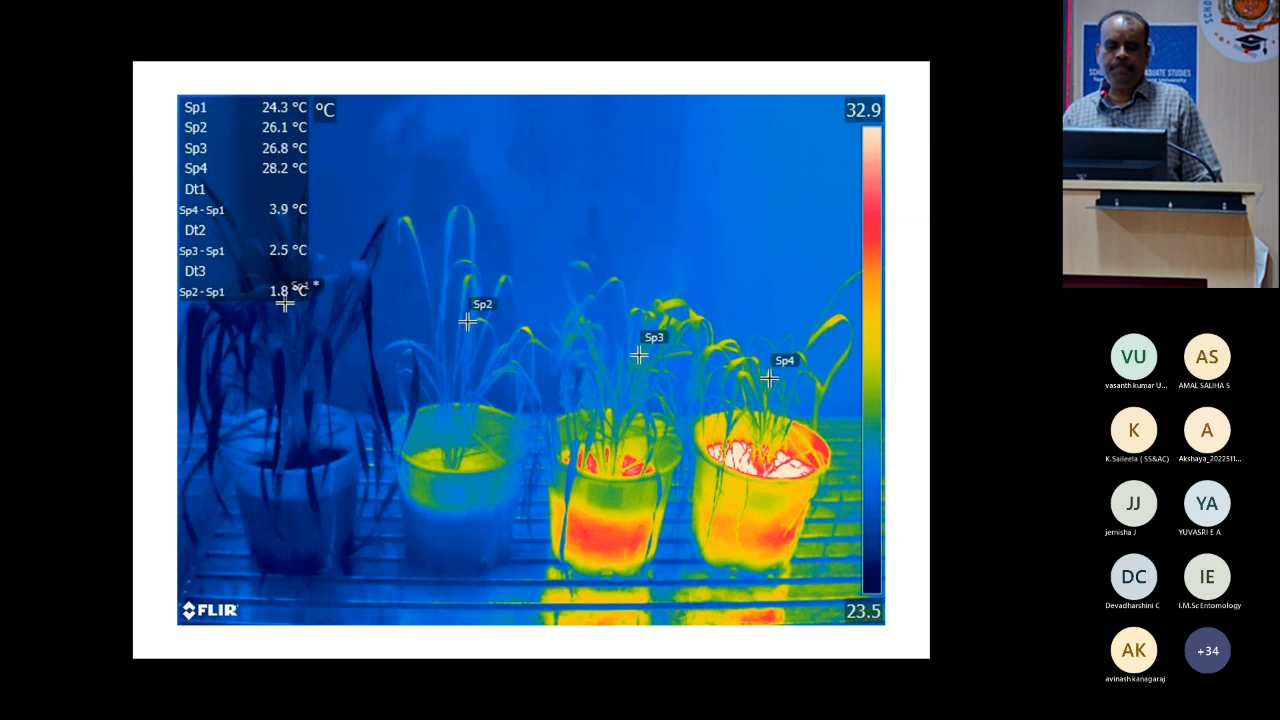 Sp1 24.3 °C
Sp2 26.1 °C
Sp3 26.8 °C
Sp4 28.2 °C
Dt1
Sp4 - Sp1 3.9 °C
Dt2
Sp3 - Sp1 2.5 °C
Dt3
Sp2 - Sp1 1.8 °C
°C
32.9
Sp1 *
Sp2
Sp3
Sp4
FLIR
23.5
VU
vasanth kumar U...
AS
AMAL SALIHA S
K
K.Saileela ( SS&AC)
A
Akshaya_2022511...
JJ
jernisha J
YA
YUVASRI E A
DC
Devadharshini C
IE
I.M.Sc Entomology
AK
avinash kanagaraj
+34